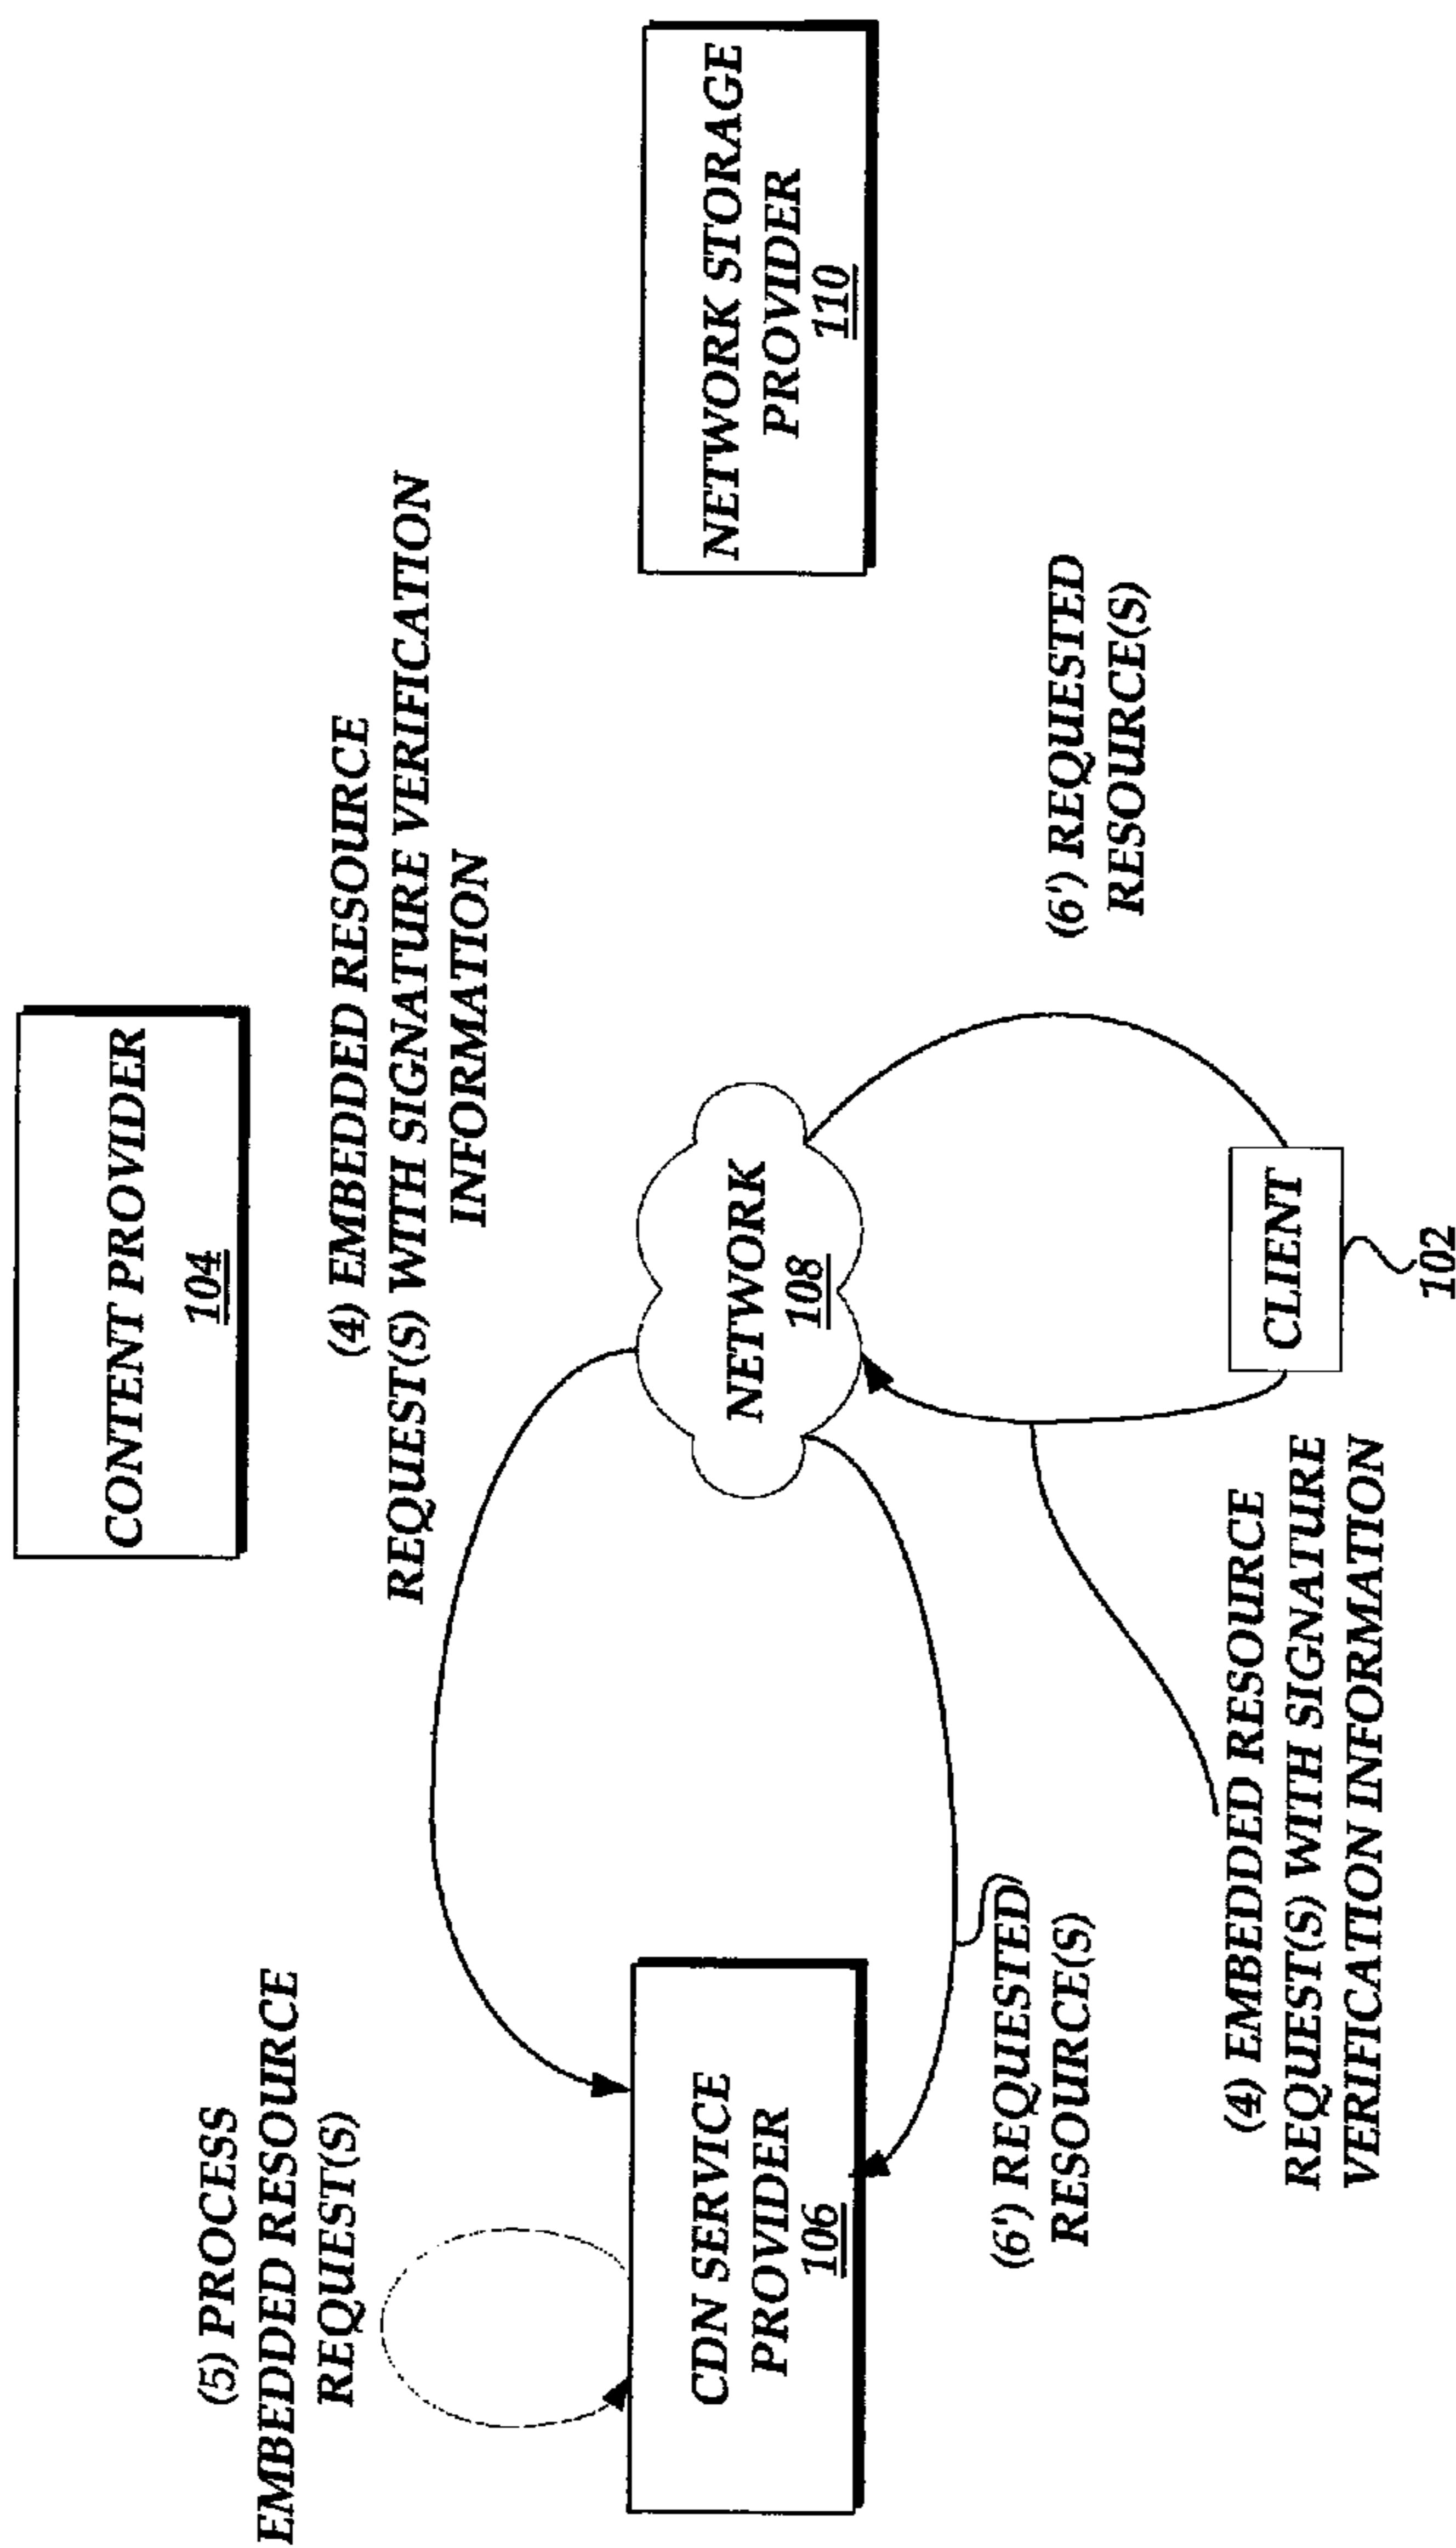 CONTENT PROVIDER
104
(5) PROCESS
EMBEDDED RESOURCE
REQUEST(S)
(4) EMBEDDED RESOURCE
REQUEST(S) WITH SIGNATURE VERIFICATION
INFORMATION
CDN SERVICE
PROVIDER
106
NETWORK
108
NETWORK STORAGE
PROVIDER
110
(6') REQUESTED
RESOURCE(S)
(6') REQUESTED
RESOURCE(S)
(4) EMBEDDED RESOURCE
REQUEST(S) WITH SIGNATURE
VERIFICATION INFORMATION
CLIENT
102